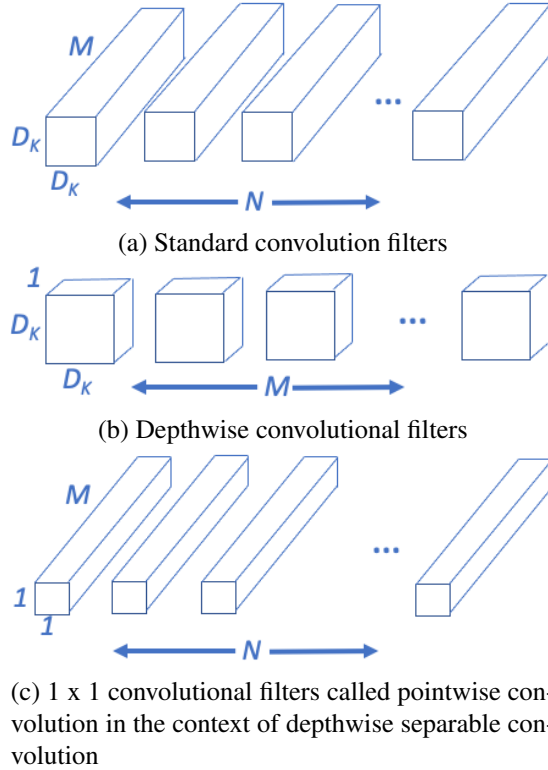 M
...
D_K
D_K
N
(a) Standard convolution filters
1
D_K
...
D_K
M
(b) Depthwise convolutional filters
M
...
1
1
N
(c) 1 x 1 convolutional filters called pointwise con-
volution in the context of depthwise separable con-
volution